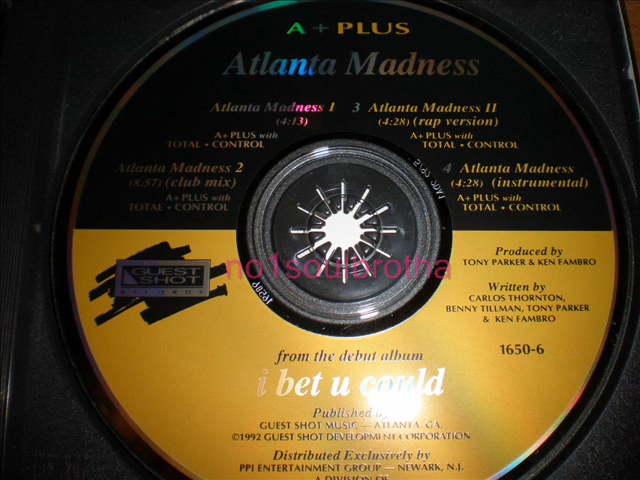 A + PLUS
Atlanta Madness
Atlanta Madness I
(4:13)
A+ PLUS with
TOTAL • CONTROL
3 Atlanta Madness II
(4:28) (rap version)
A+ PLUS with
TOTAL • CONTROL
Atlanta Madness 2
(8:57) (club mix)
A+ PLUS with
TOTAL • CONTROL
4 Atlanta Madness
(4:28) (instrumental)
A+ PLUS with
TOTAL • CONTROL
GUEST
SHOT
RECORDS
no1soulbrotha
Produced by
TONY PARKER & KEN FAMBRO
Written by
CARLOS THORNTON,
BENNY TILLMAN, TONY PARKER
& KEN FAMBRO
1650-6
from the debut album
i bet u could
Published by
GUEST SHOT MUSIC — ATLANTA, GA.
©1992 GUEST SHOT DEVELOPMENT CORPORATION
Distributed Exclusively by
PPI ENTERTAINMENT GROUP — NEWARK, N.J.
A DIVISION OF